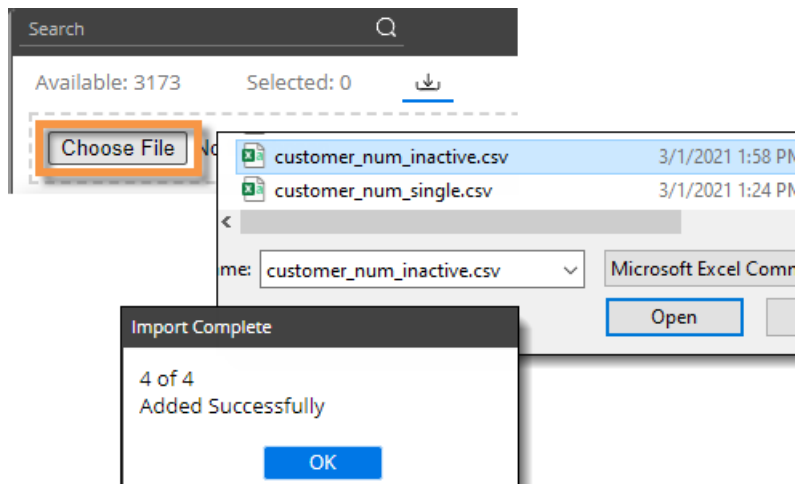 Search
Available: 3173 Selected: 0
Choose File
customer_num_inactive.csv 3/1/2021 1:58 PM
customer_num_single.csv 3/1/2021 1:24 PM
me: customer_num_inactive.csv Microsoft Excel Comm
Open
Import Complete
4 of 4
Added Successfully
OK